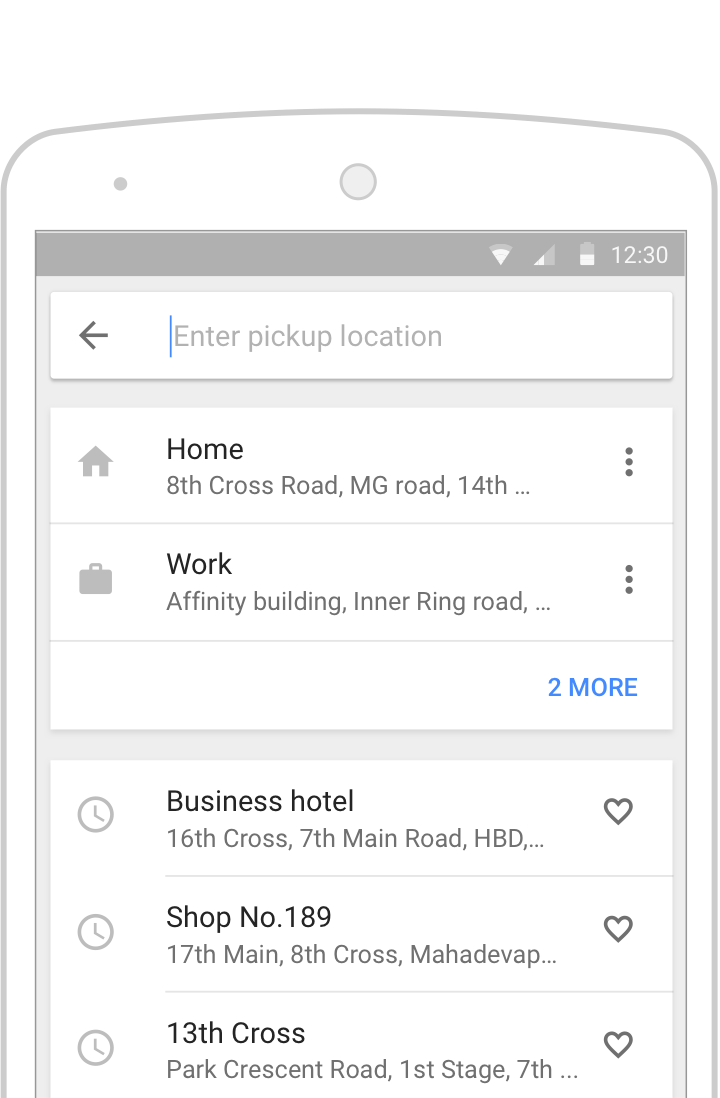 12:30
Enter pickup location
Home
8th Cross Road, MG road, 14th ...
Work
Affinity building, Inner Ring road, ...
2 MORE
Business hotel
16th Cross, 7th Main Road, HBD,...
Shop No.189
17th Main, 8th Cross, Mahadevap...
13th Cross
Park Crescent Road, 1st Stage, 7th ...